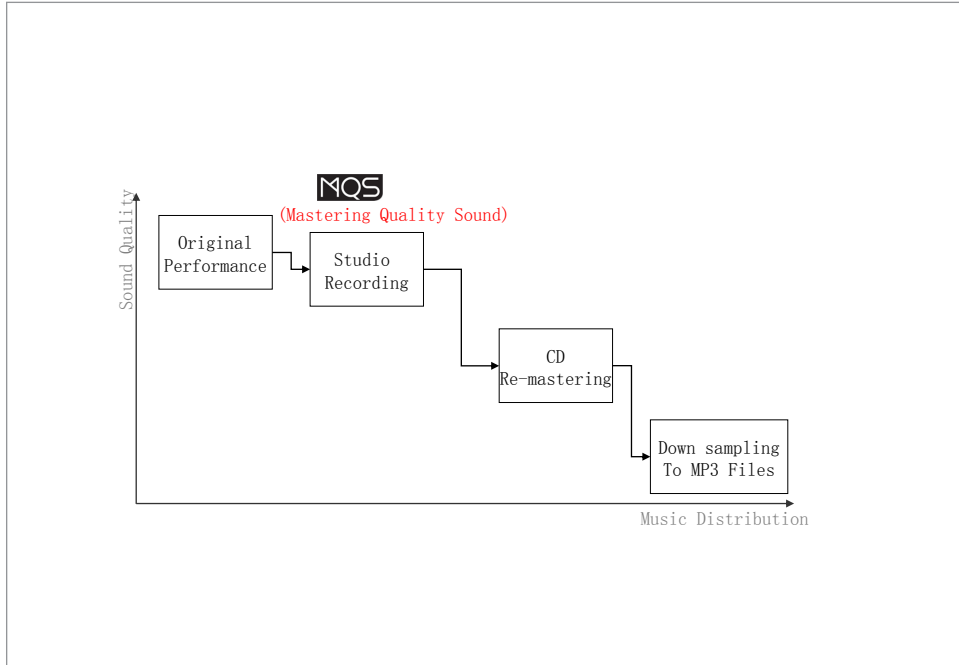 MQS
(Mastering Quality Sound)
Sound Quality
Original
Performance
Studio
Recording
CD
Re-mastering
Down sampling
To MP3 Files
Music Distribution